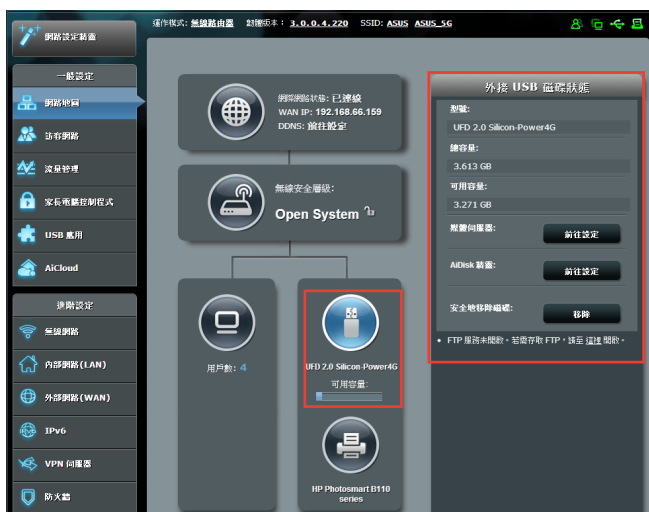 網路設定精靈
運作模式: 無線路由器 韌體版本: 3.0.0.4.220 SSID: ASUS ASUS_5G
一般設定
網路地圖
訪客網路
流量管理
家長電腦控制程式
USB 應用
AiCloud
進階設定
無線網路
內部網路(LAN)
外部網路(WAN)
IPv6
VPN 伺服器
防火牆
網際網路狀態: 已連線
WAN IP: 192.168.66.159
DDNS: 前往設定
無線安全層級:
Open System
用戶數: 4
UFD 2.0 Silicon-Power4G
可用容量:
HP Photosmart B110
series
外接 USB 磁碟狀態
型號:
UFD 2.0 Silicon-Power4G
總容量:
3.613 GB
可用容量:
3.271 GB
媒體伺服器:
前往設定
AiDisk 精靈:
前往設定
安全地移除磁碟:
移除
FTP 服務未開啟。若需存取 FTP，請至 這裡 開啟。